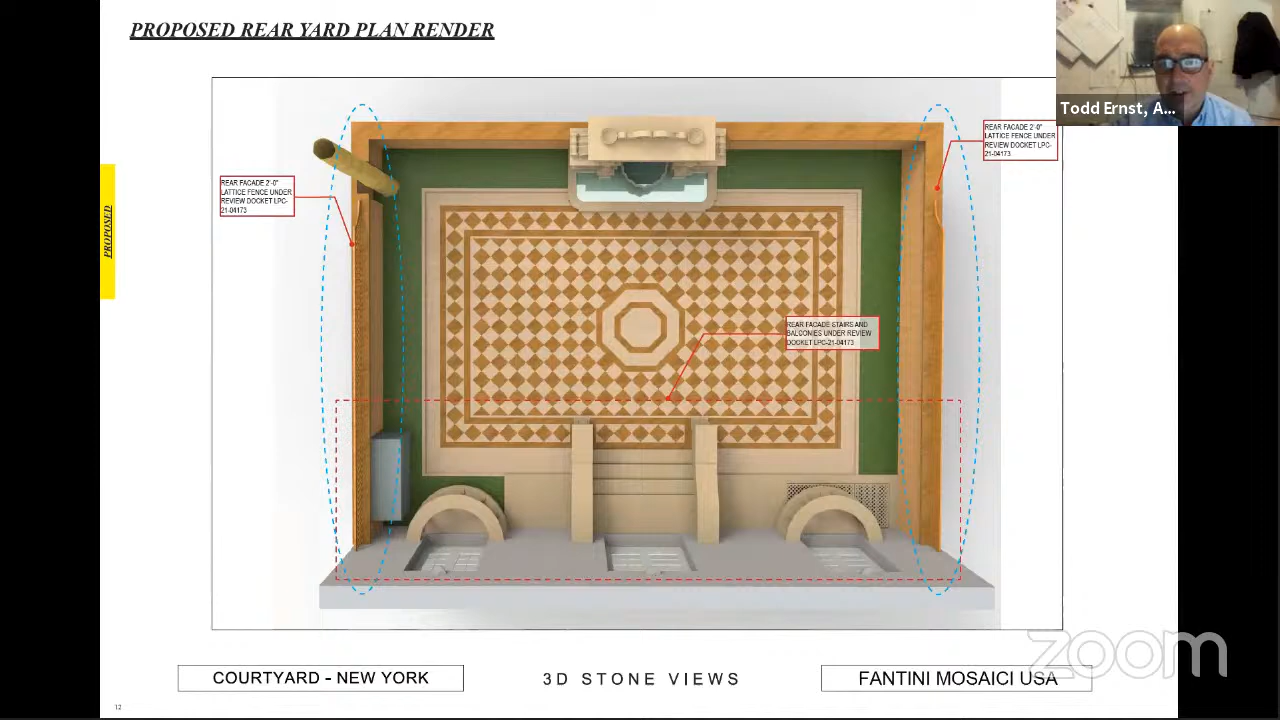 PROPOSED REAR YARD PLAN RENDER
Todd Ernst, A...
REAR FACADE 2'-0"
LATTICE FENCE UNDER
REVIEW DOCKET LPC-
21-04173
REAR FACADE 2'-0"
LATTICE FENCE UNDER
REVIEW DOCKET LPC-
21-04173
PROPOSED
REAR FACADE STAIRS AND
BALCONIES UNDER REVIEW
DOCKET LPC-21-04173
zoom
COURTYARD - NEW YORK
3D STONE VIEWS
FANTINI MOSAICI USA
12